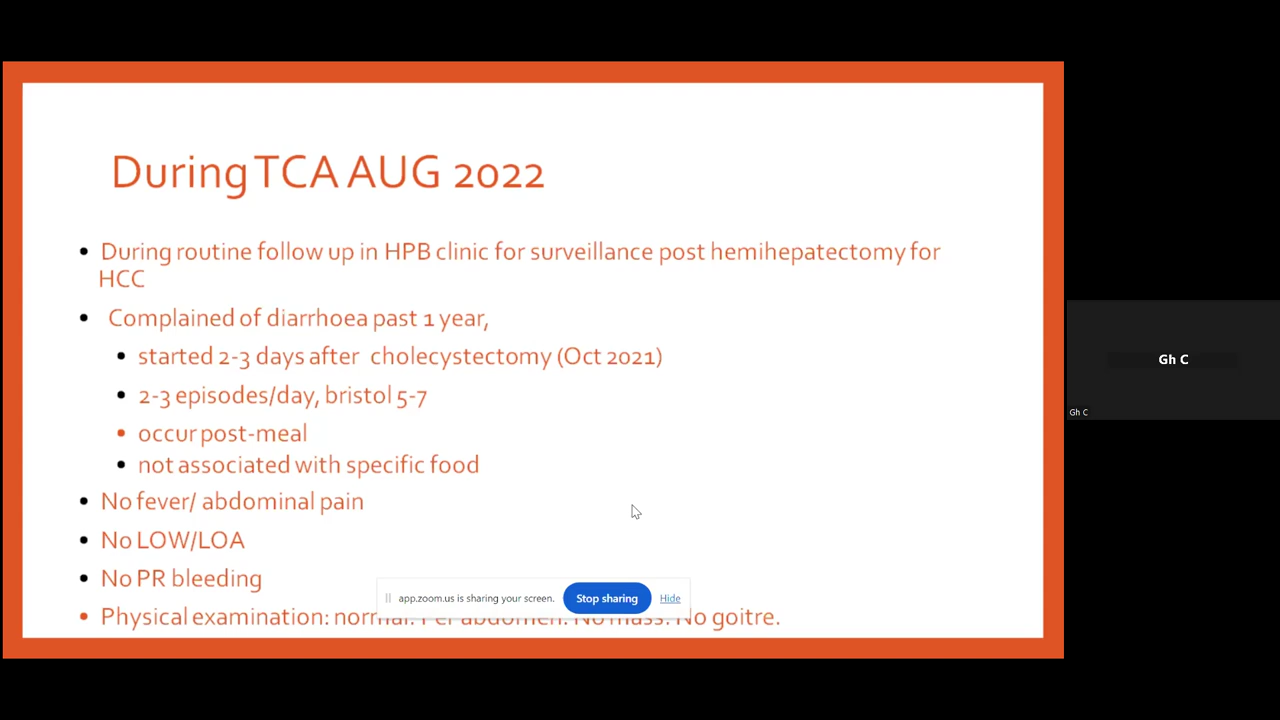 During TCA AUG 2022
• During routine follow up in HPB clinic for surveillance post hemihepatectomy for
HCC
• Complained of diarrhoea past 1 year,
• started 2-3 days after cholecystectomy (Oct 2021)
• 2-3 episodes/day, bristol 5-7
• occur post-meal
• not associated with specific food
• No fever/ abdominal pain
• No LOW/LOA
• No PR bleeding
• Physical examination: normal. Per abdomen: No mass. No goitre.
app.zoom.us is sharing your screen.
Stop sharing
Hide
Gh C
Gh C